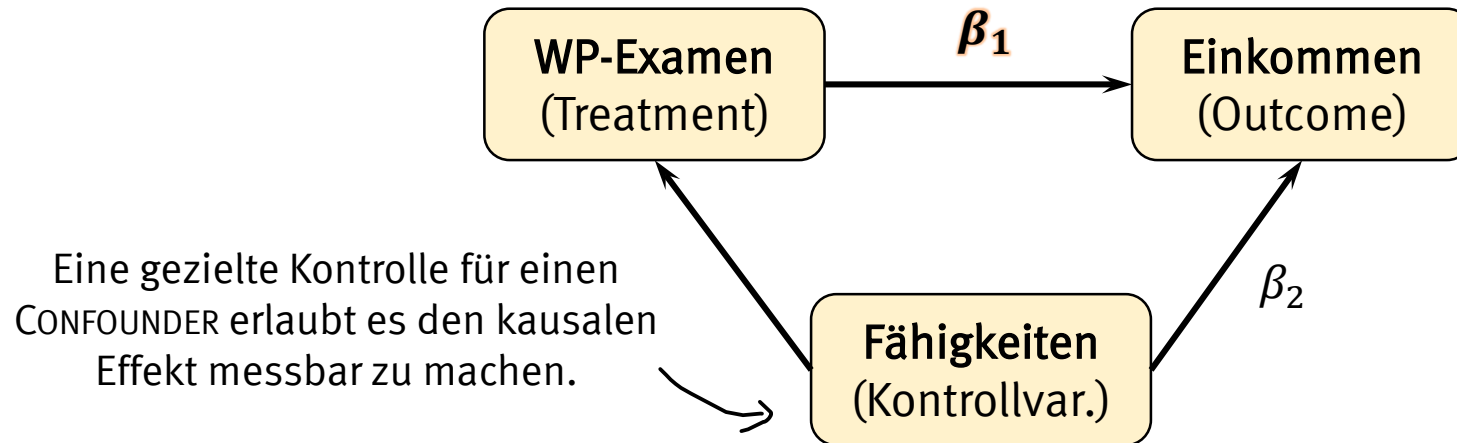 β₁
WP-Examen
(Treatment)
Einkommen
(Outcome)
Eine gezielte Kontrolle für einen
CONFOUNDER erlaubt es den kausalen
Effekt messbar zu machen.
β₂
Fähigkeiten
(Kontrollvar.)